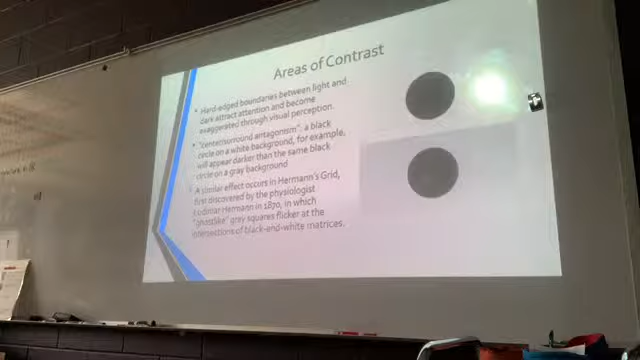 Areas of Contrast
Hard-edged boundaries between light and
dark attract attention and become
exaggerated through visual perception.
"center/surround antagonism": a black
circle on a white background, for example,
will appear darker than the same black
circle on a gray background
A similar effect occurs in Hermann's Grid,
first discovered by the physiologist
Ludimar Hermann in 1870, in which
"ghostlike" gray squares flicker at the
intersections of black-and-white matrices.